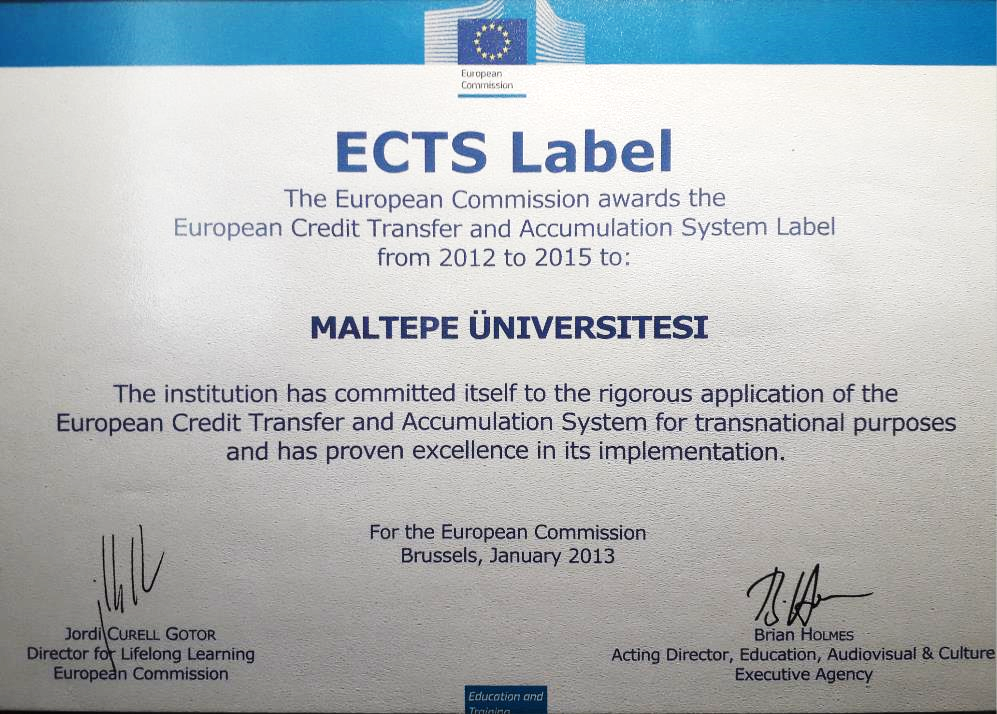 European
Commission
ECTS Label
The European Commission awards the
European Credit Transfer and Accumulation System Label
from 2012 to 2015 to:
MALTEPE ÜNIVERSITESI
The institution has committed itself to the rigorous application of the
European Credit Transfer and Accumulation System for transnational purposes
and has proven excellence in its implementation.
For the European Commission
Brussels, January 2013
Jordi CURELL GOTOR
Director for Lifelong Learning
European Commission
Brian HOLMES
Acting Director, Education, Audiovisual & Culture
Executive Agency
Education and
Training